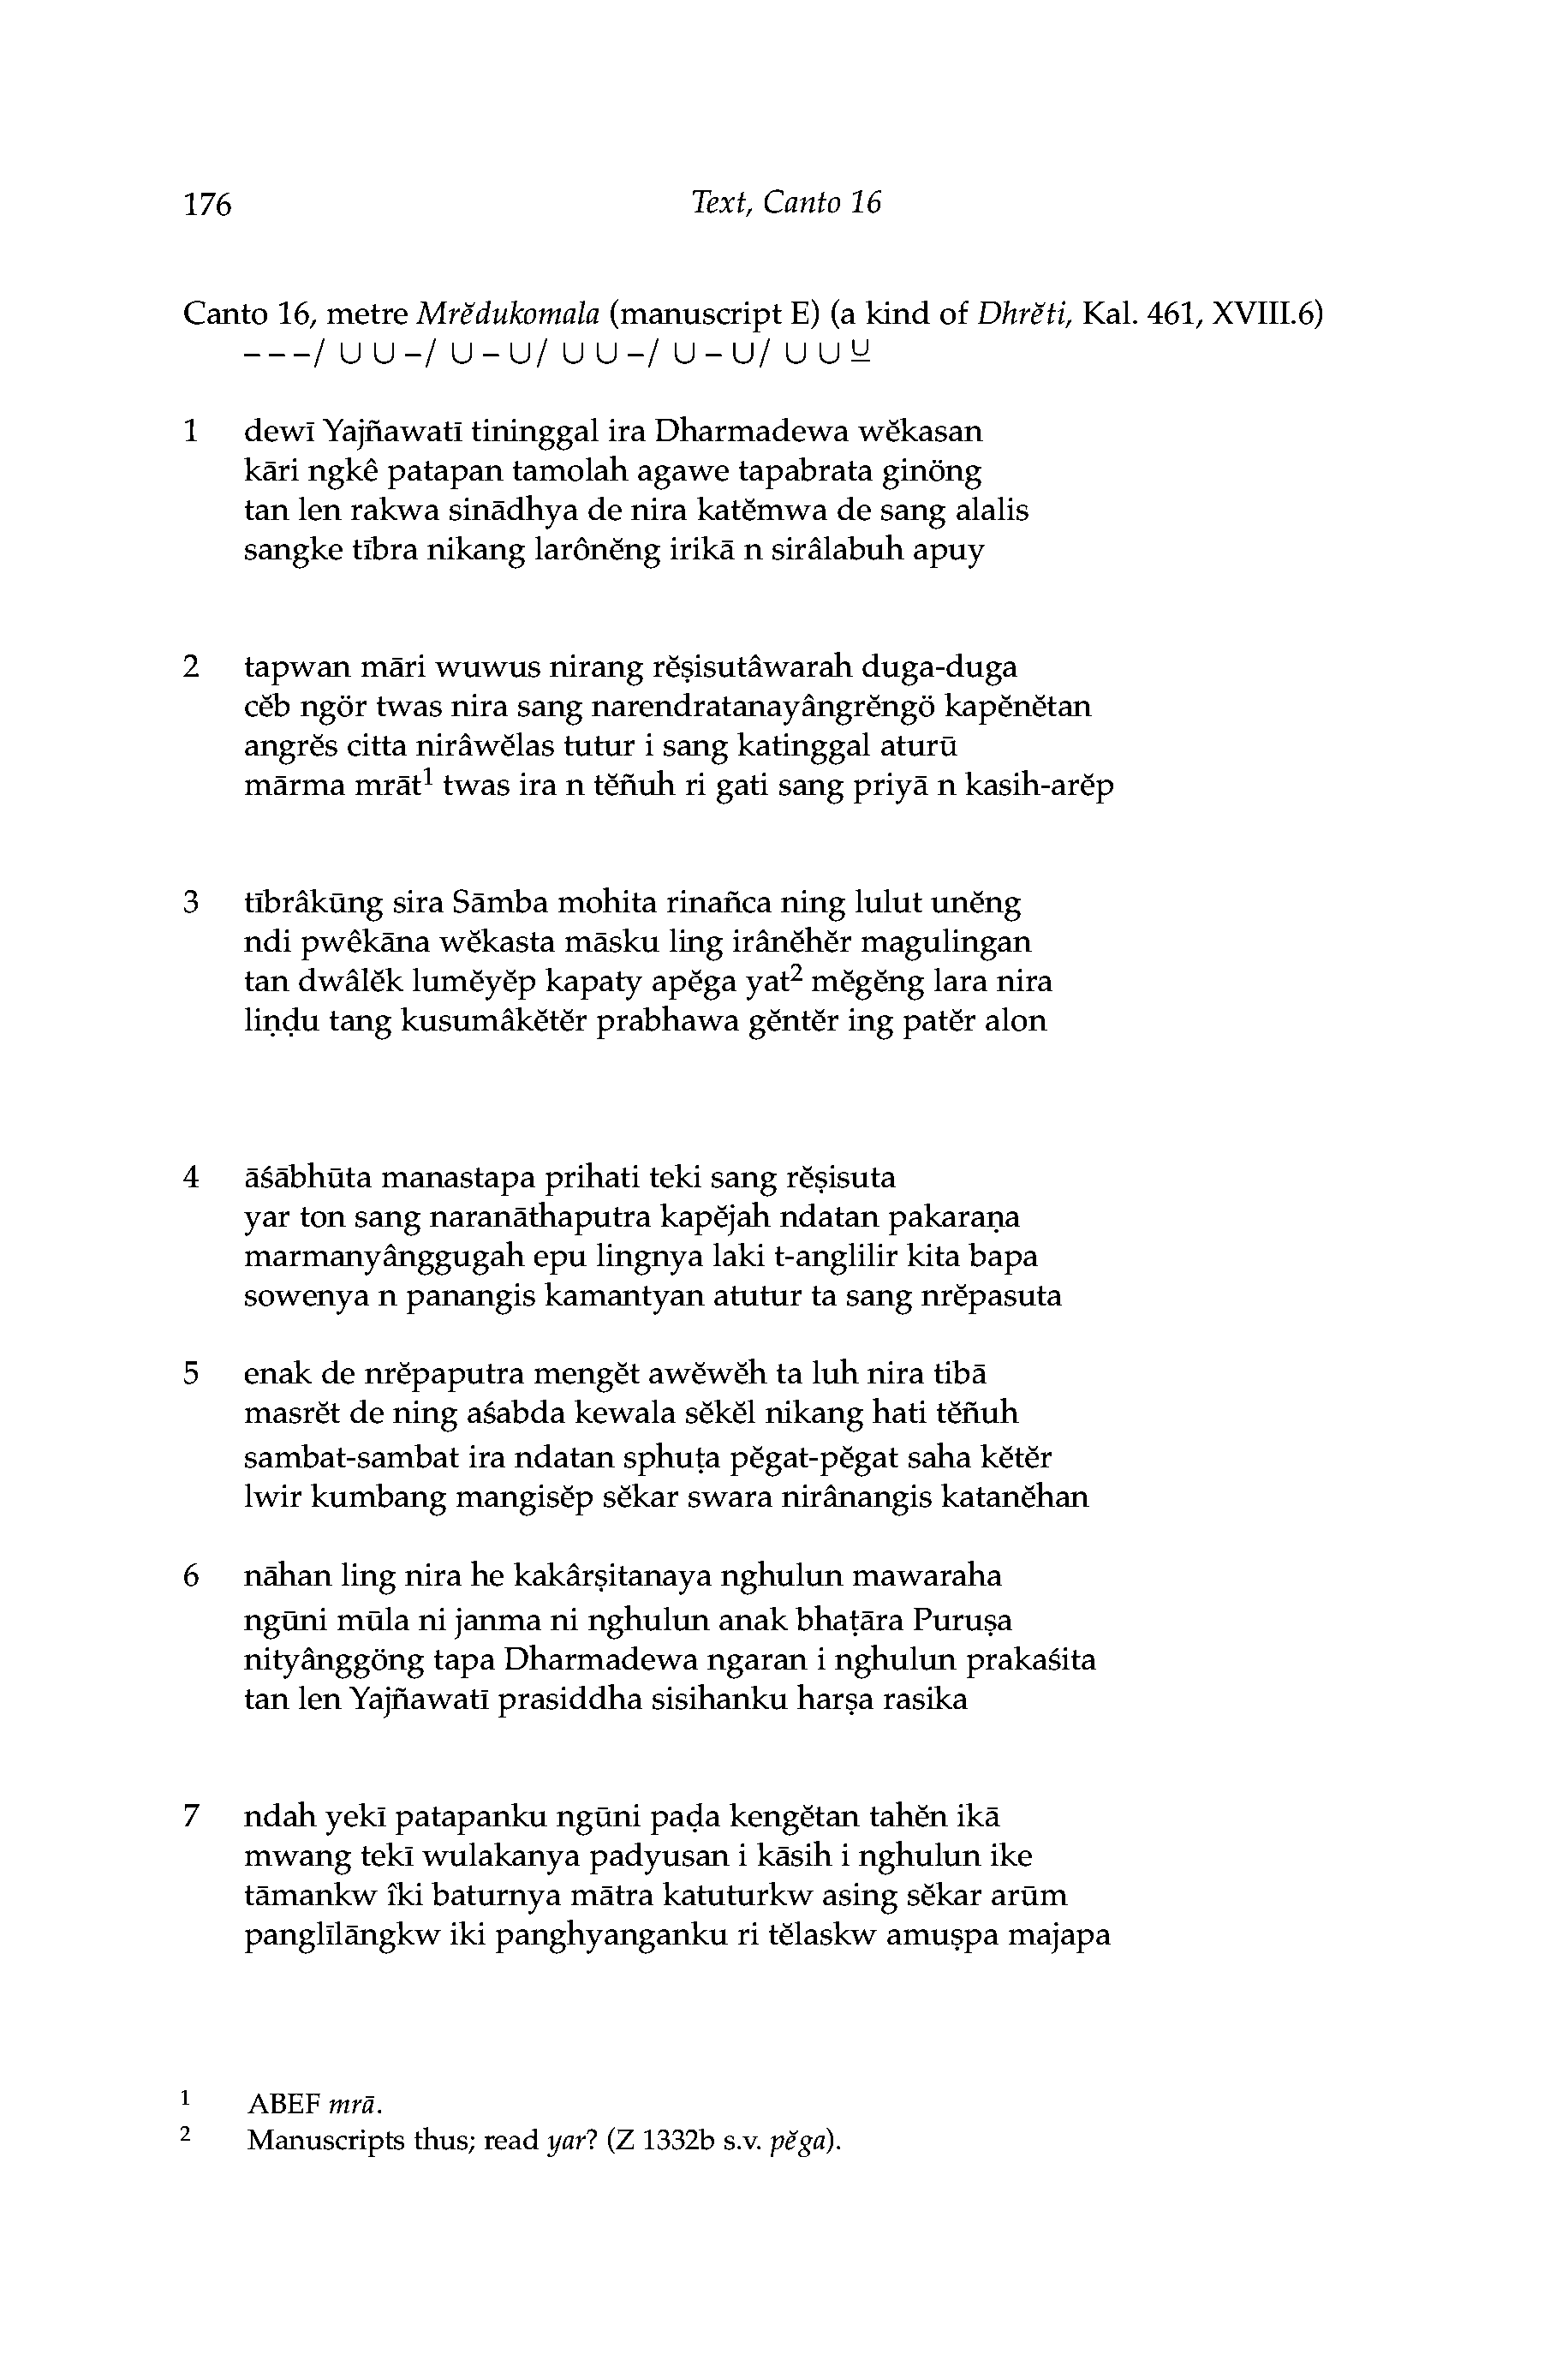 176 Text, Canto 16
Canto 16, metre Mrĕdukomala (manuscript E) (a kind of Dhrĕti, Kal. 461, XVIII.6)
– – –/ ∪ ∪ –/ ∪ – ∪/ ∪ ∪ –/ ∪ – ∪/ ∪ ∪ ∪̲
1 dewī Yajñawatī tininggal ira Dharmadewa wĕkasan
kāri ngkê patapan tamolah agawe tapabrata ginöng
tan len rakwa sinādhya de nira katĕmwa de sang alalis
sangke tībra nikang larônĕng irikā n sirâlabuh apuy
2 tapwan māri wuwus nirang rĕṣisutâwarah duga-duga
cĕb ngör twas nira sang narendratanayângrĕngö kapĕnĕtan
angrĕs citta nirâwĕlas tutur i sang katinggal aturū
mārma mrāt¹ twas ira n tĕñuh ri gati sang priyā n kasih-arĕp
3 tībrâkūng sira Sāmba mohita rinañca ning lulut unĕng
ndi pwêkāna wĕkasta māsku ling irânĕhĕr magulingan
tan dwâlĕk lumĕyĕp kapaty apĕga yat² mĕgĕng lara nira
liṇḍu tang kusumâkĕtĕr prabhawa gĕntĕr ing patĕr alon
4 āśābhūta manastapa prihati teki sang rĕṣisuta
yar ton sang naranāthaputra kapĕjah ndatan pakaraṇa
marmanyânggugah epu lingnya laki t-anglilir kita bapa
sowenya n panangis kamantyan atutur ta sang nrĕpasuta
5 enak de nrĕpaputra mengĕt awĕwĕh ta luh nira tibā
masrĕt de ning aśabda kewala sĕkĕl nikang hati tĕñuh
sambat-sambat ira ndatan sphuṭa pĕgat-pĕgat saha kĕtĕr
lwir kumbang mangisĕp sĕkar swara nirânangis katanĕhan
6 nāhan ling nira he kakârṣitanaya nghulun mawaraha
ngūni mūla ni janma ni nghulun anak bhaṭāra Puruṣa
nityânggöng tapa Dharmadewa ngaran i nghulun prakaśita
tan len Yajñawatī prasiddha sisihanku harṣa rasika
7 ndah yekī patapanku ngūni paḍa kengĕtan tahĕn ikā
mwang tekī wulakanya padyusan i kāsih i nghulun ike
tāmankw îki baturnya mātra katuturkw asing sĕkar arūm
panglīlāngkw iki panghyanganku ri tĕlaskw amuṣpa majapa
1 ABEF mrā.
2 Manuscripts thus; read yar? (Z 1332b s.v. pĕga).